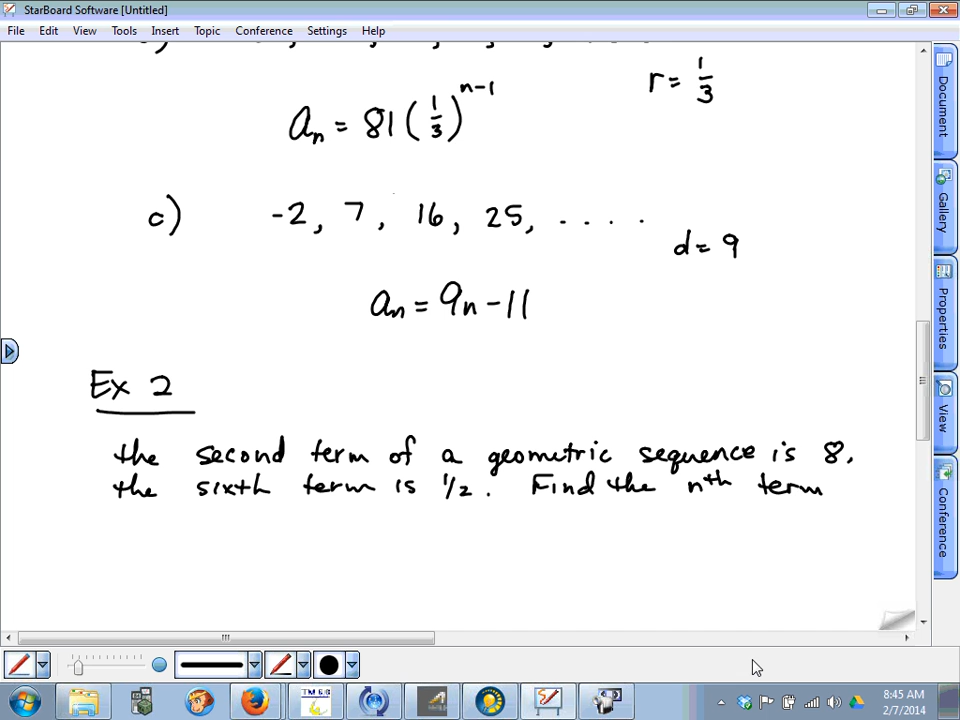 StarBoard Software [Untitled]
File Edit View Tools Insert Topic Conference Settings Help
r = 1/3
aₙ = 81 (1/3)ⁿ⁻¹
c) -2, 7, 16, 25, ....
d = 9
aₙ = 9n - 11
Ex 2
the second term of a geometric sequence is 8.
the sixth term is 1/2. Find the nᵗʰ term
Document
Gallery
Properties
View
Conference
TM 6.0
8:45 AM
2/7/2014